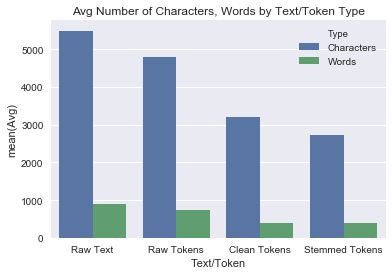 Avg Number of Characters, Words by Text/Token Type
Type
Characters
Words
mean(Avg)
5000
4000
3000
2000
1000
0
Raw Text Raw Tokens Clean Tokens Stemmed Tokens
Text/Token